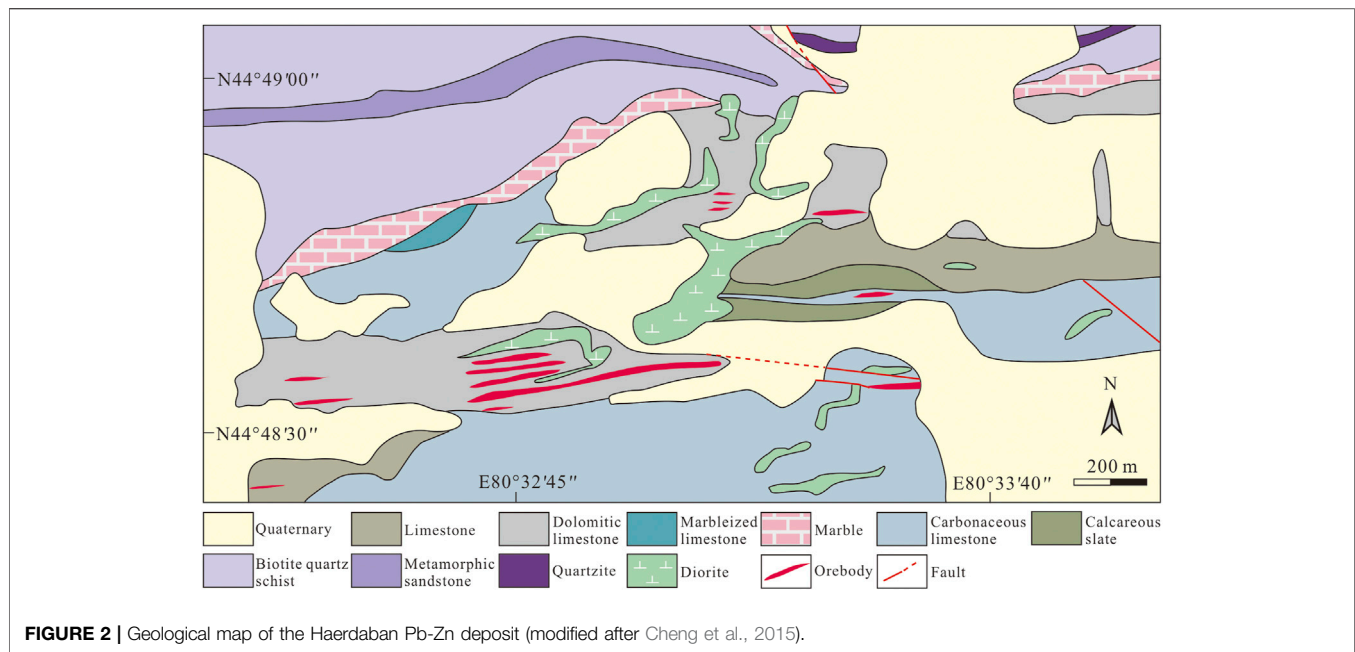 N44°49′00″
N
N44°48′30″
200 m
E80°32′45″
E80°33′40″
Quaternary
Limestone
Dolomitic
limestone
Marbleized
limestone
Marble
Carbonaceous
limestone
Calcareous
slate
Biotite quartz
schist
Metamorphic
sandstone
Quartzite
Diorite
Orebody
Fault
FIGURE 2 | Geological map of the Haerdaban Pb-Zn deposit (modified after Cheng et al., 2015).